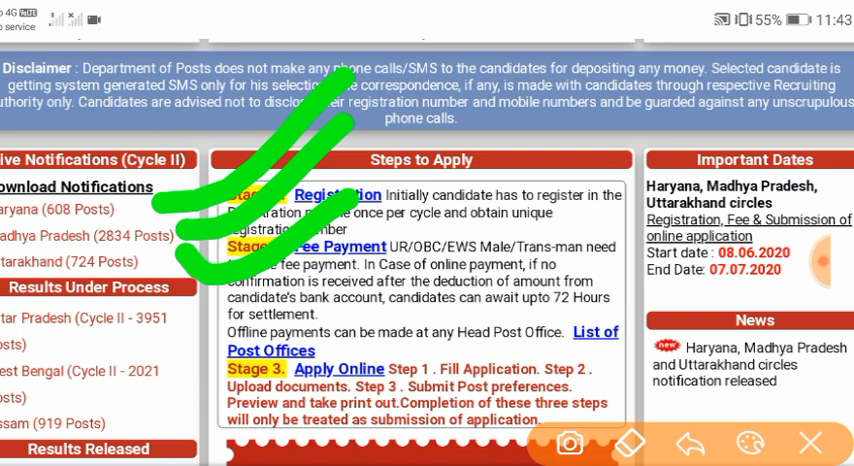 4G VoLTE
service
55% 11:43
Disclaimer : Department of Posts does not make any phone calls/SMS to the candidates for depositing any money. Selected candidate is
getting system generated SMS only for his selection. correspondence, if any, is made with candidates through respective Recruiting
uthority only. Candidates are advised not to disclose their registration number and mobile numbers and be guarded against any unscrupulous
phone calls.
ive Notifications (Cycle II)
ownload Notifications
aryana (608 Posts)
adhya Pradesh (2834 Posts)
tarakhand (724 Posts)
Results Under Process
tar Pradesh (Cycle II - 3951
osts)
est Bengal (Cycle II - 2021
osts)
ssam (919 Posts)
Results Released
Steps to Apply
Stage 1. Registration Initially candidate has to register in the
Registration once per cycle and obtain unique
registration number
Stage Fee Payment UR/OBC/EWS Male/Trans-man need
fee payment. In Case of online payment, if no
confirmation is received after the deduction of amount from
candidate's bank account, candidates can await upto 72 Hours
for settlement.
Offline payments can be made at any Head Post Office. List of
Post Offices
Stage 3. Apply Online Step 1 . Fill Application. Step 2 .
Upload documents. Step 3 . Submit Post preferences.
Preview and take print out.Completion of these three steps
will only be treated as submission of application.
Important Dates
Haryana, Madhya Pradesh,
Uttarakhand circles
Registration, Fee & Submission of
online application
Start date : 08.06.2020
End Date: 07.07.2020
News
new Haryana, Madhya Pradesh
and Uttarakhand circles
notification released